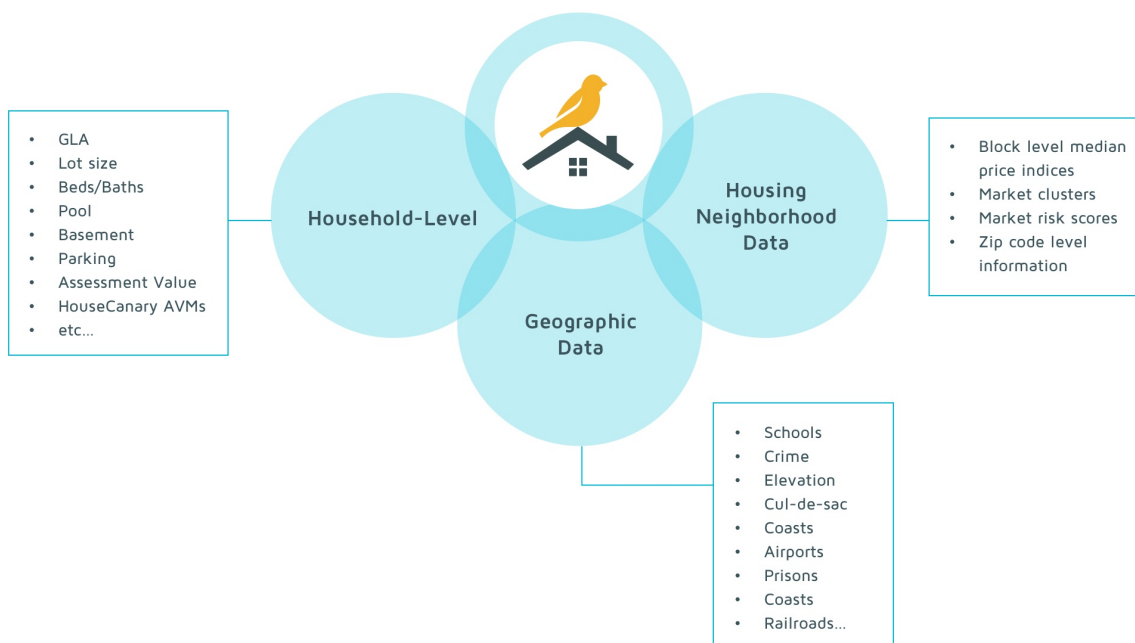 • GLA
• Lot size
• Beds/Baths
• Pool
• Basement
• Parking
• Assessment Value
• HouseCanary AVMs
• etc...
Household-Level
Geographic
Data
Housing
Neighborhood
Data
• Block level median
price indices
• Market clusters
• Market risk scores
• Zip code level
information
• Schools
• Crime
• Elevation
• Cul-de-sac
• Coasts
• Airports
• Prisons
• Coasts
• Railroads...